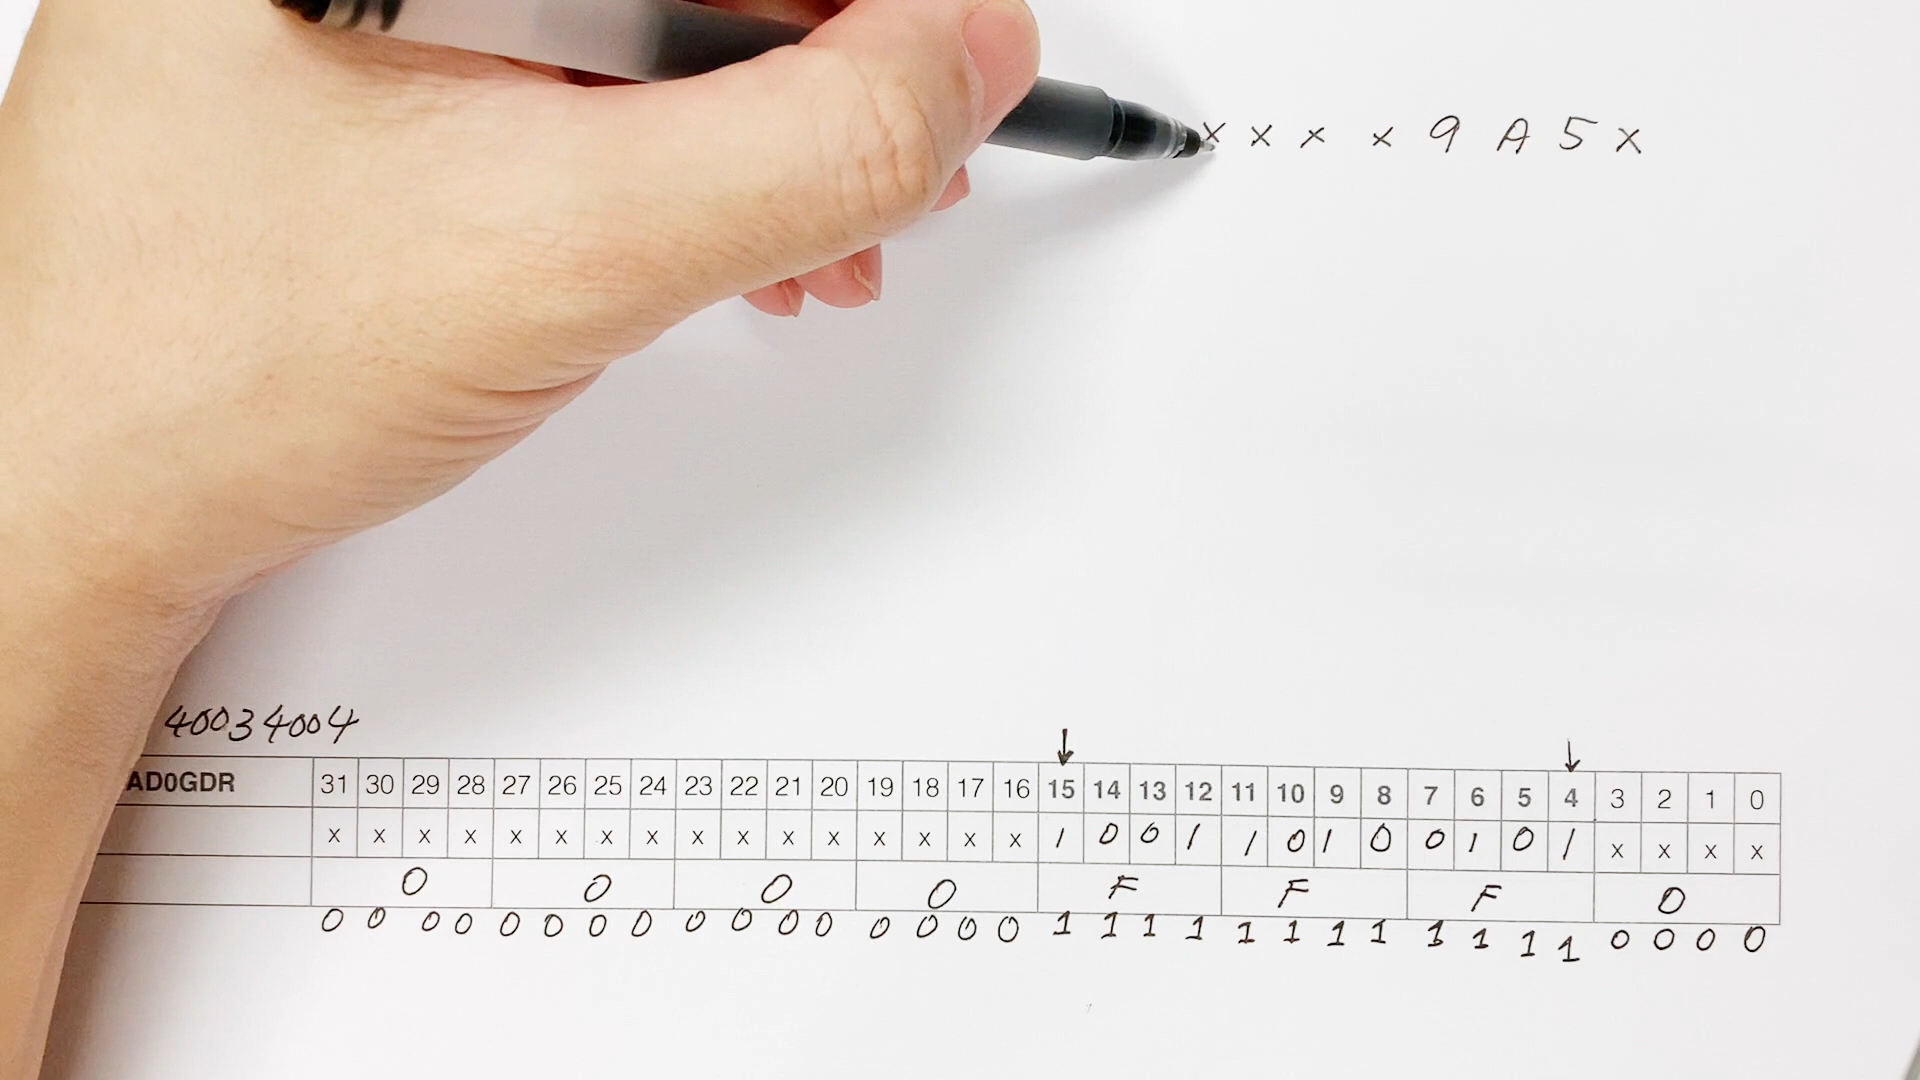 x x x x 9 A 5 x
40034004
AD0GDR 31 30 29 28 27 26 25 24 23 22 21 20 19 18 17 16 15 14 13 12 11 10 9 8 7 6 5 4 3 2 1 0
x x x x x x x x x x x x x x x x 1 0 0 1 1 0 1 0 0 1 0 1 x x x x
0 0 0 0 F F F 0
0 0 0 0 0 0 0 0 0 0 0 0 0 0 0 0 1 1 1 1 1 1 1 1 1 1 1 1 0 0 0 0